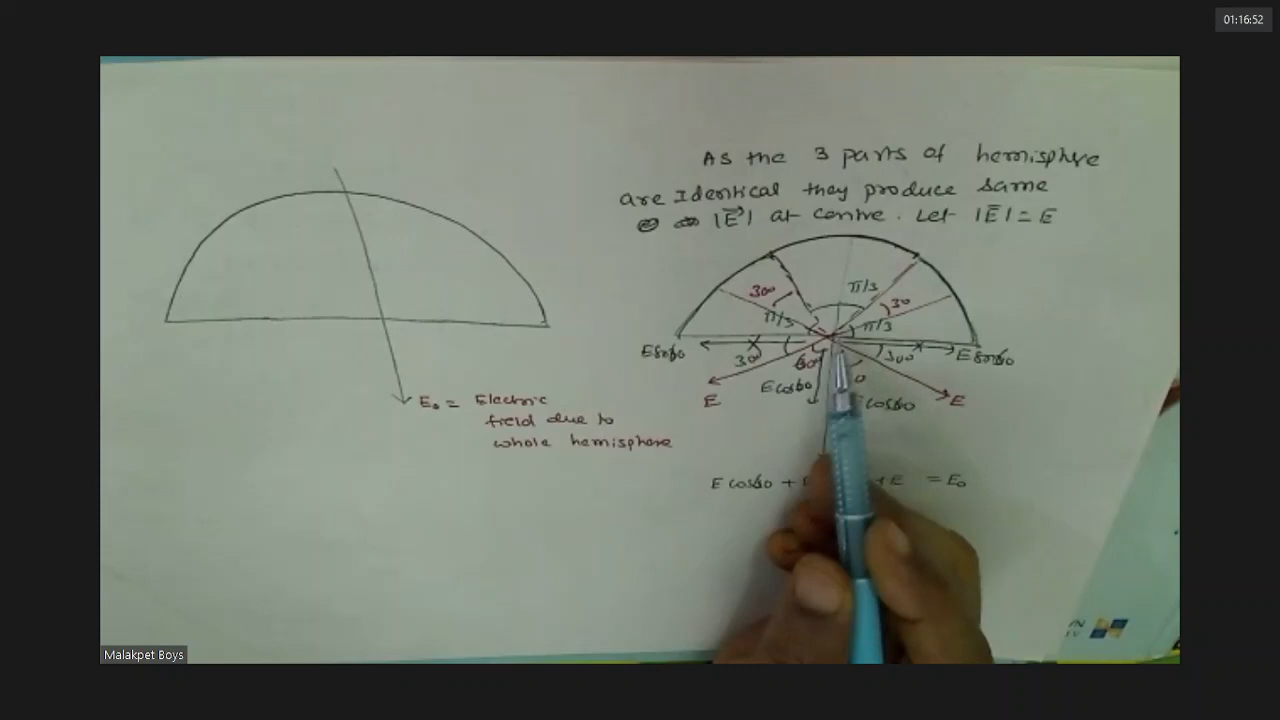 01:16:52
As the 3 parts of hemisphere
are Identical they produce same
|E| at centre. Let |E| = E
30°
π/3
30
π/3
π/3
E sin60
30°
60°
E cos60
30°
E cos60
E sin60
E
E
E₀ = Electric
field due to
whole hemisphere
E cos60 +
+ E = E₀
Malakpet Boys